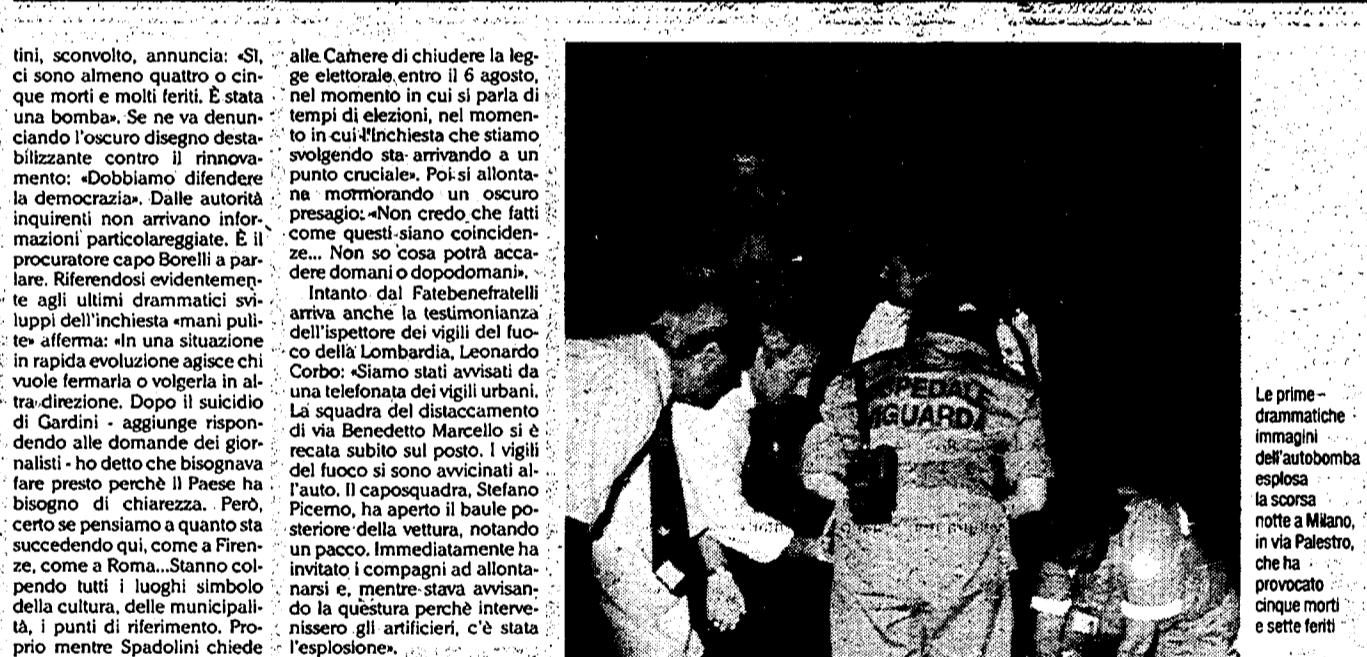 tini, sconvolto, annuncia: «Sì,
ci sono almeno quattro o cin-
que morti e molti feriti. È stata
una bomba». Se ne va denun-
ciando l'oscuro disegno desta-
bilizzante contro il rinnova-
mento: «Dobbiamo difendere
la democrazia». Dalle autorità
inquirenti non arrivano infor-
mazioni particolareggiate. È il
procuratore capo Borelli a par-
lare. Riferendosi evidentemen-
te agli ultimi drammatici svi-
luppi dell'inchiesta «mani puli-
te» afferma: «In una situazione
in rapida evoluzione agisce chi
vuole fermarla o volgerla in al-
tra direzione. Dopo il suicidio
di Gardini - aggiunge rispon-
dendo alle domande dei gior-
nalisti - ho detto che bisognava
fare presto perchè il Paese ha
bisogno di chiarezza. Però,
certo se pensiamo a quanto sta
succedendo qui, come a Firen-
ze, come a Roma...Stanno col-
pendo tutti i luoghi simbolo
della cultura, delle municipali-
tà, i punti di riferimento. Pro-
prio mentre Spadolini chiede
alle Camere di chiudere la leg-
ge elettorale entro il 6 agosto,
nel momento in cui si parla di
tempi di elezioni, nel momen-
to in cui l'inchiesta che stiamo
svolgendo sta arrivando a un
punto cruciale». Poi si allonta-
na mormorando un oscuro
presagio: «Non credo che fatti
come questi siano coinciden-
ze... Non so cosa potrà acca-
dere domani o dopodomani».
Intanto dal Fatebenefratelli
arriva anche la testimonianza
dell'ispettore dei vigili del fuo-
co della Lombardia, Leonardo
Corbo: «Siamo stati avvisati da
una telefonata dei vigili urbani.
La squadra del distaccamento
di via Benedetto Marcello si è
recata subito sul posto. I vigili
del fuoco si sono avvicinati al-
l'auto. Il caposquadra, Stefano
Picerno, ha aperto il baule po-
steriore della vettura, notando
un pacco. Immediatamente ha
invitato i compagni ad allonta-
narsi e, mentre stava avvisan-
do la questura perchè interve-
nissero gli artificieri, c'è stata
l'esplosione».
SPEDALE
IGUARDA
Le prime
drammatiche
immagini
dell'autobomba
esplosa
la scorsa
notte a Milano,
in via Palestro,
che ha
provocato
cinque morti
e sette feriti